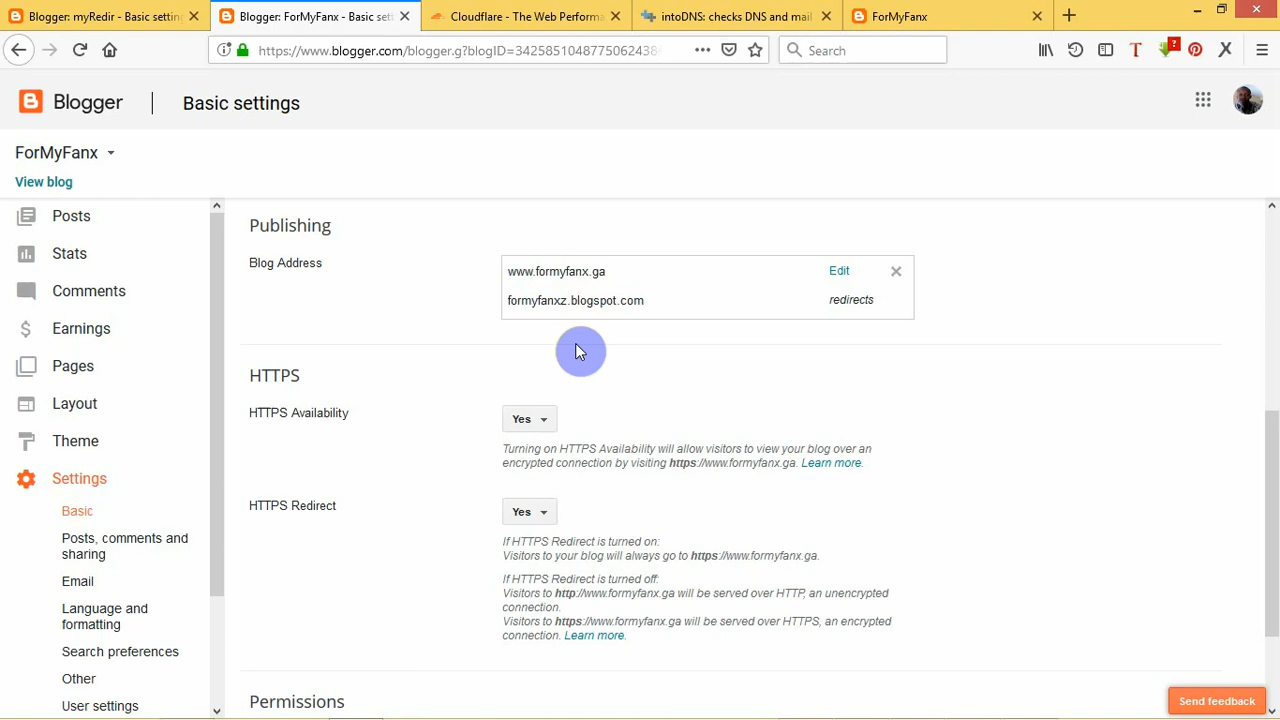 Blogger: myRedir - Basic settin
Blogger: ForMyFanx - Basic set
Cloudflare - The Web Performa
intoDNS: checks DNS and mail
ForMyFanx
https://www.blogger.com/blogger.g?blogID=3425851048775062438
Search
Blogger
Basic settings
ForMyFanx
View blog
Posts
Stats
Comments
Earnings
Pages
Layout
Theme
Settings
Basic
Posts, comments and
sharing
Email
Language and
formatting
Search preferences
Other
User settings
Publishing
Blog Address
www.formyfanx.ga
Edit
formyfanxz.blogspot.com
redirects
HTTPS
HTTPS Availability
Yes
Turning on HTTPS Availability will allow visitors to view your blog over an
encrypted connection by visiting https://www.formyfanx.ga. Learn more.
HTTPS Redirect
Yes
If HTTPS Redirect is turned on:
Visitors to your blog will always go to https://www.formyfanx.ga.
If HTTPS Redirect is turned off:
Visitors to http://www.formyfanx.ga will be served over HTTP, an unencrypted
connection.
Visitors to https://www.formyfanx.ga will be served over HTTPS, an encrypted
connection. Learn more.
Permissions
Send feedback